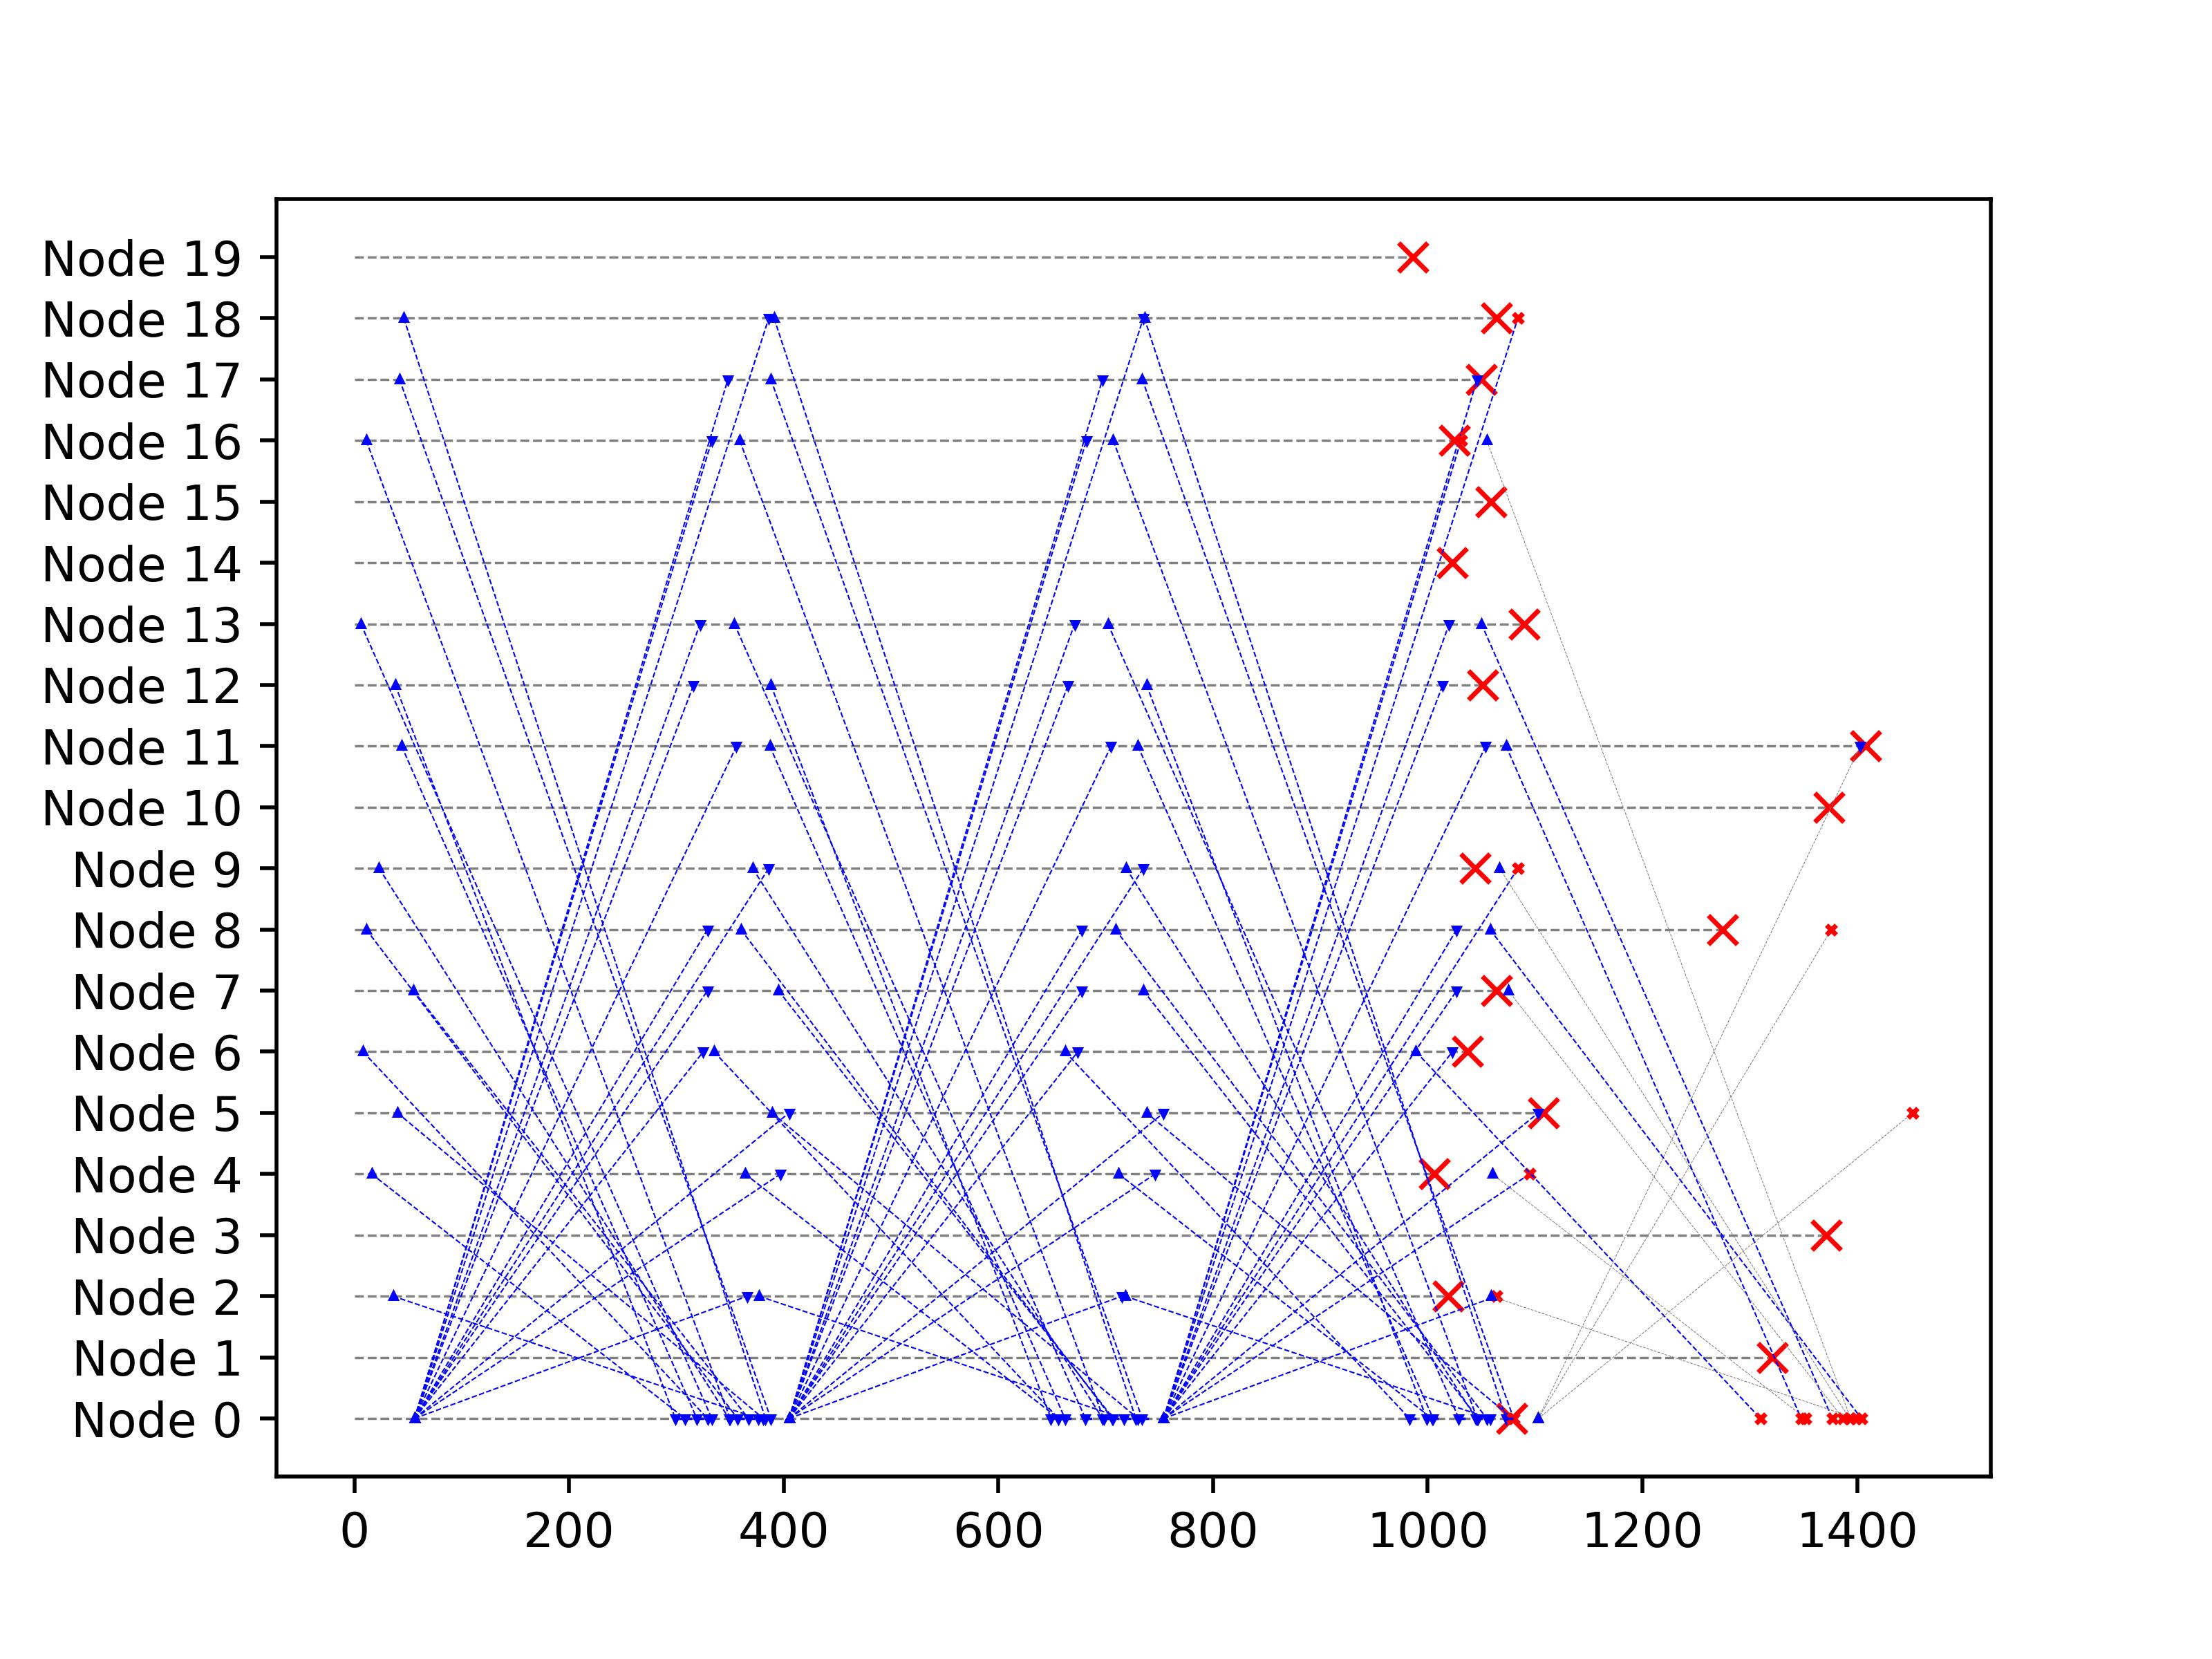 Node 19
Node 18
Node 17
Node 16
Node 15
Node 14
Node 13
Node 12
Node 11
Node 10
Node 9
Node 8
Node 7
Node 6
Node 5
Node 4
Node 3
Node 2
Node 1
Node 0
0 200 400 600 800 1000 1200 1400